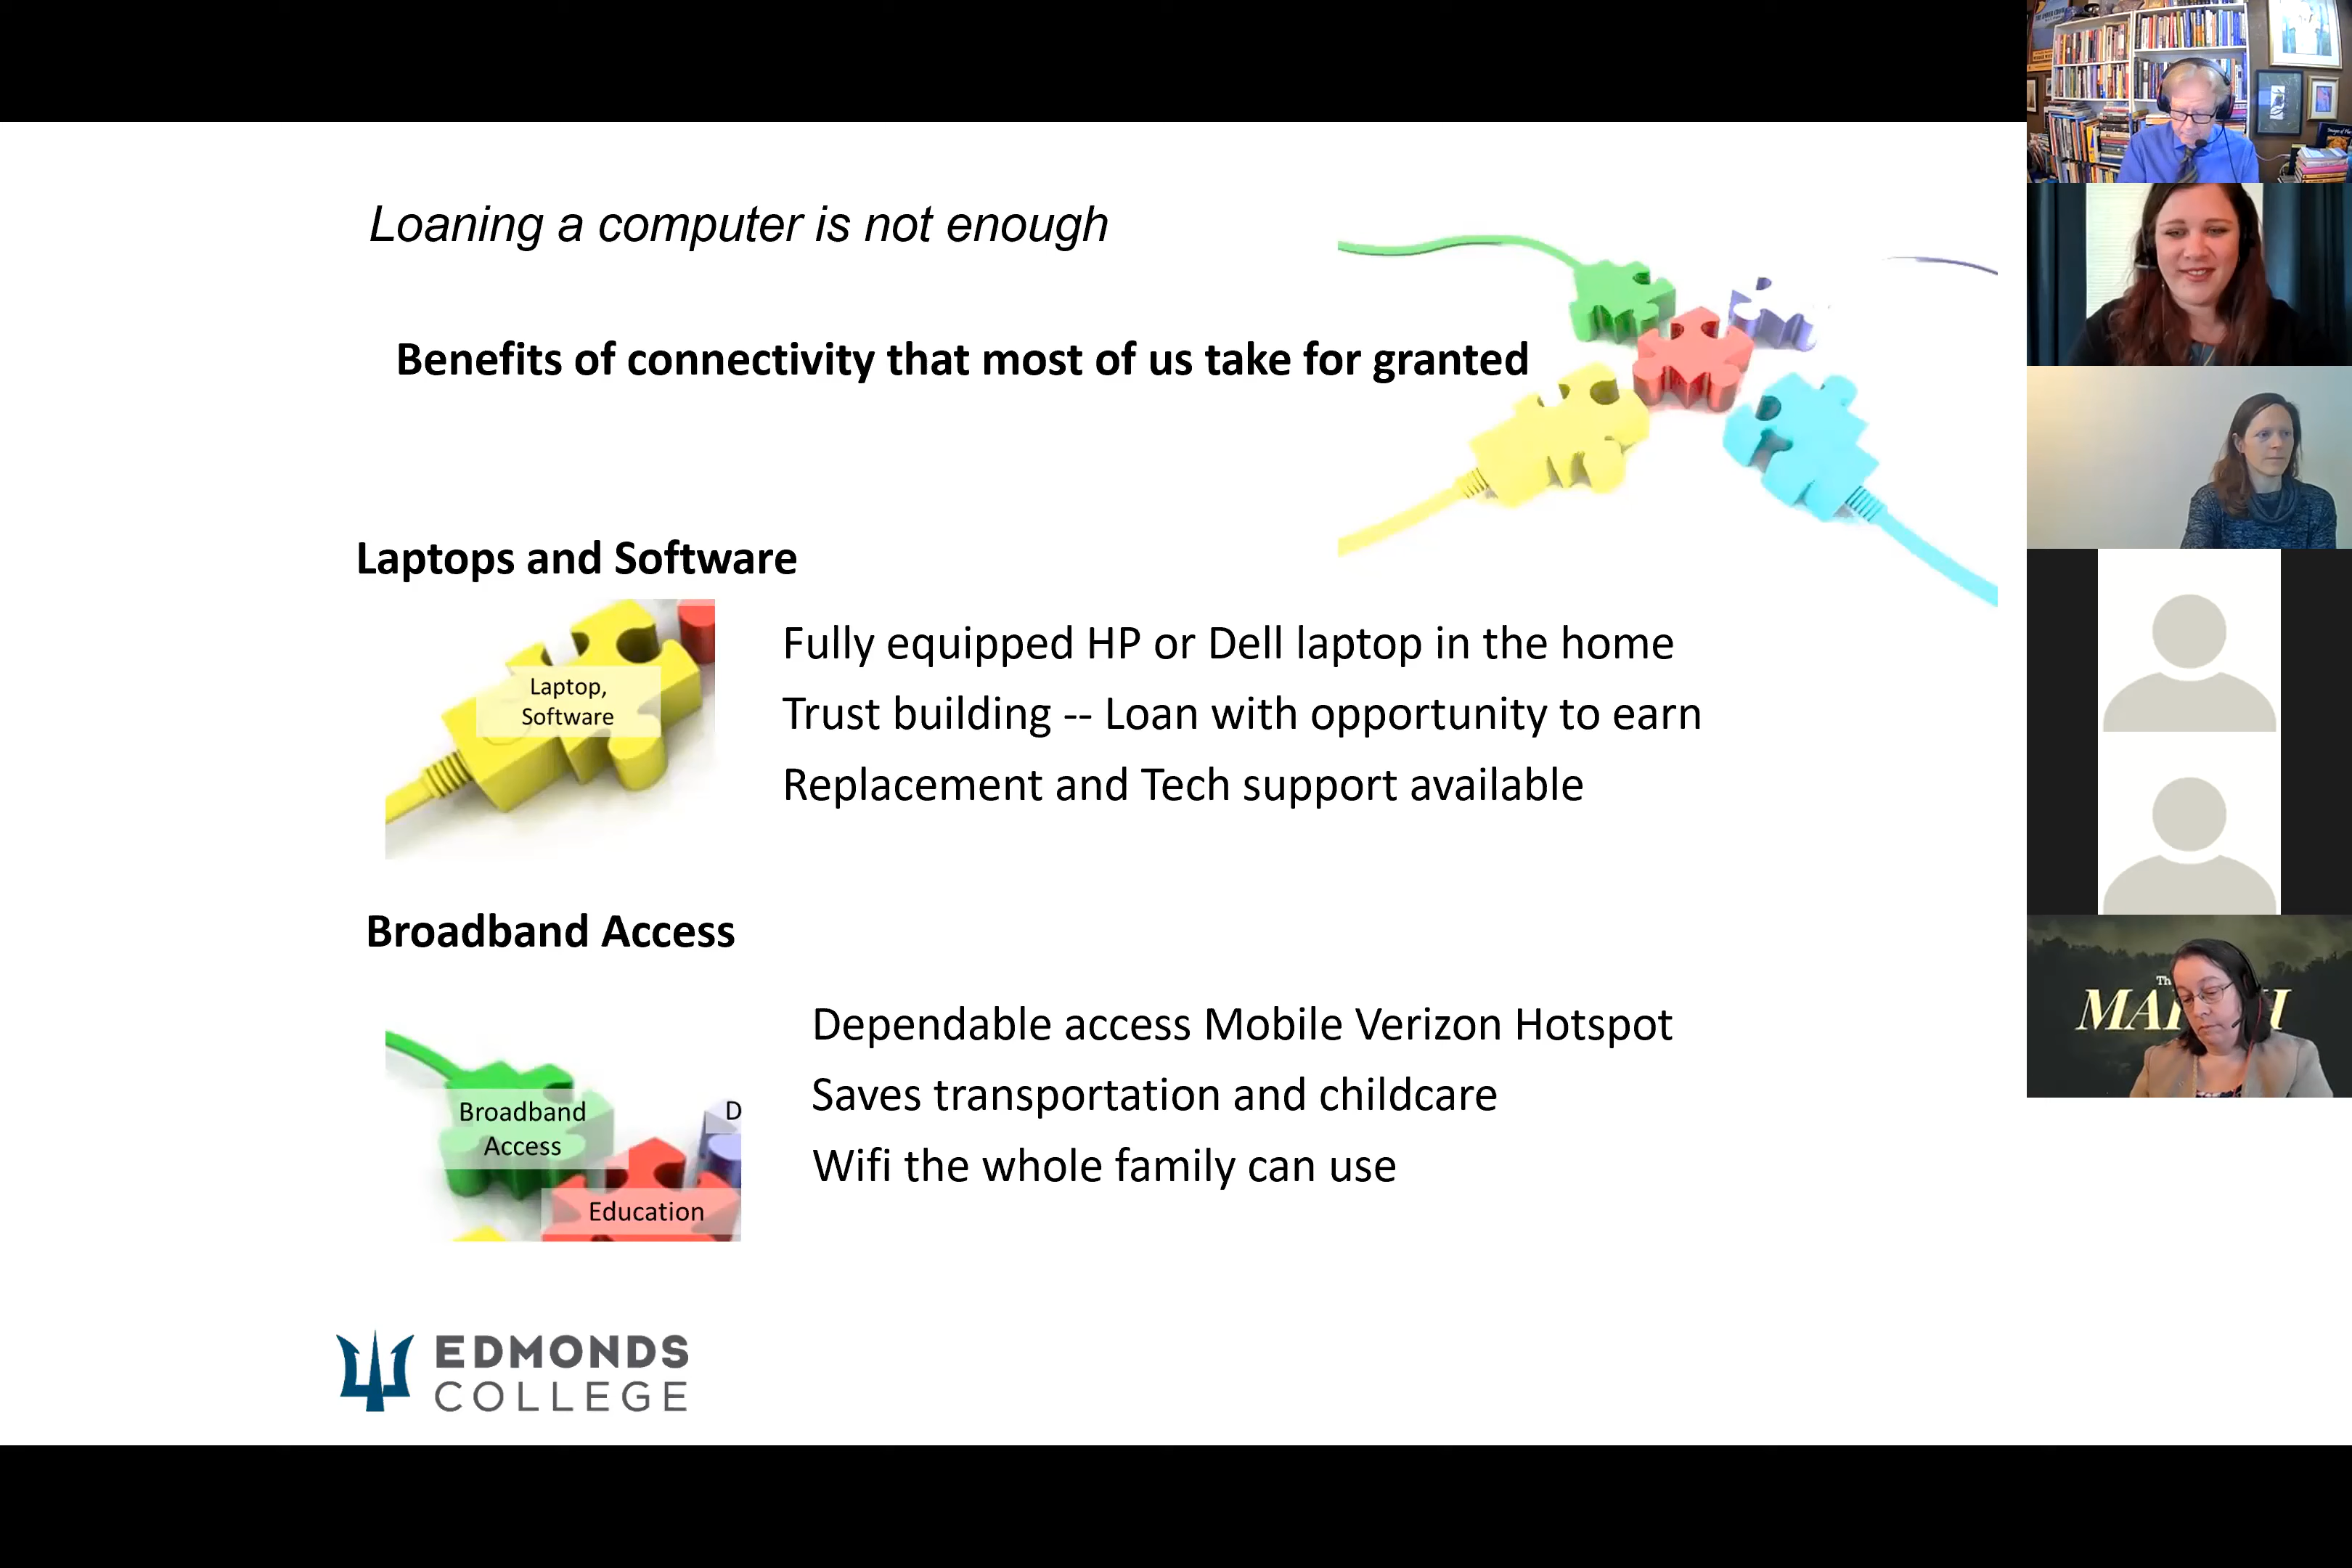 Loaning a computer is not enough
Benefits of connectivity that most of us take for granted
Laptops and Software
Laptop,
Software
Fully equipped HP or Dell laptop in the home
Trust building -- Loan with opportunity to earn
Replacement and Tech support available
Broadband Access
Broadband
Access
D
Education
Dependable access Mobile Verizon Hotspot
Saves transportation and childcare
Wifi the whole family can use
EDMONDS
COLLEGE